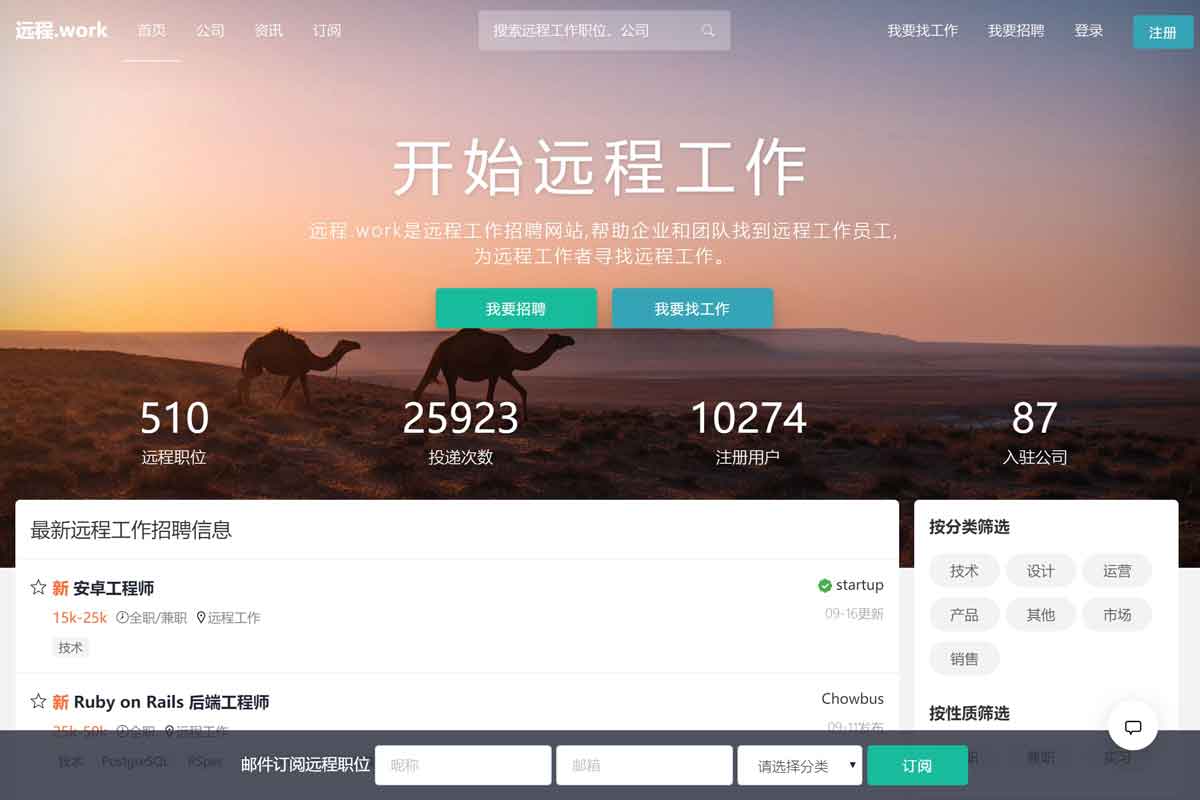 远程.work 首页 公司 资讯 订阅 搜索远程工作职位、公司 我要找工作 我要招聘 登录 注册
开始远程工作
远程.work是远程工作招聘网站,帮助企业和团队找到远程工作员工,
为远程工作者寻找远程工作。
我要招聘 我要找工作
510 25923 10274 87
远程职位 投递次数 注册用户 入驻公司
最新远程工作招聘信息
新 安卓工程师 startup
15k-25k 全职/兼职 远程工作 09-16更新
技术
新 Ruby on Rails 后端工程师 Chowbus
25k-50k 全职 远程工作 09-11发布
技术 PostgreSQL RSpec
按分类筛选
技术 设计 运营
产品 其他 市场
销售
按性质筛选
兼职 实习
邮件订阅远程职位 昵称 邮箱 请选择分类 订阅